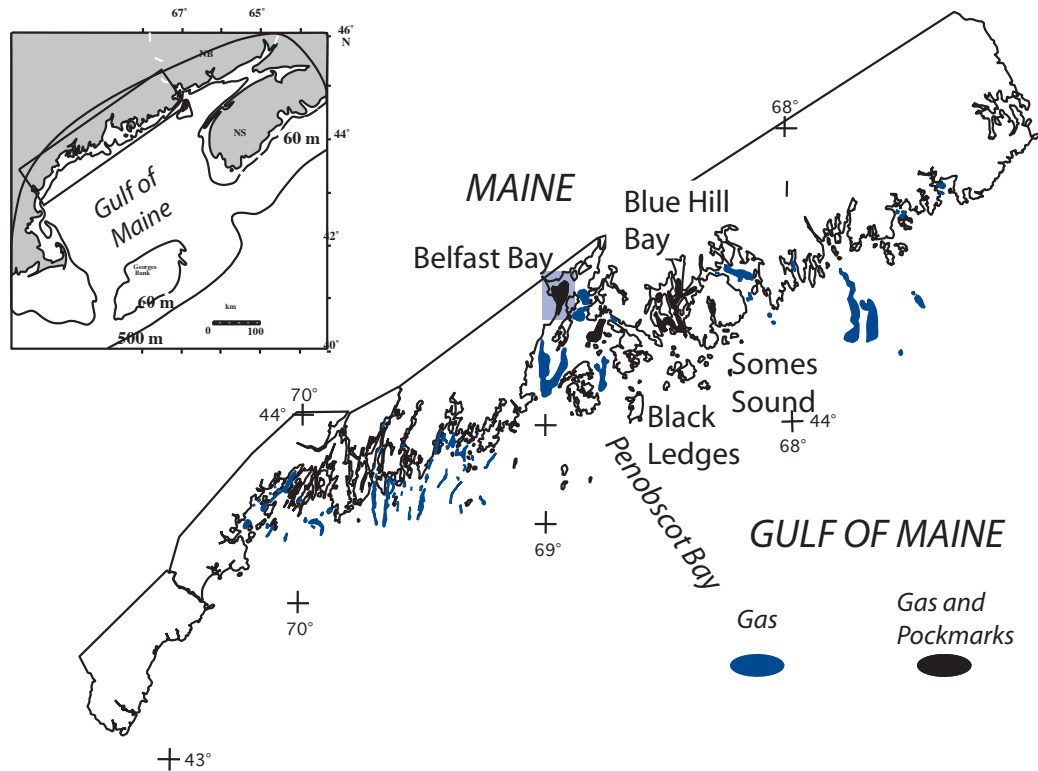 67° 65°
46°
N
NB
NS
60 m
44°
Gulf of
Maine
42°
Georges
Bank
60 m
km
0 100
500 m
40°
68°
MAINE
Blue Hill
Bay
Belfast Bay
Somes
Sound
70°
44°
Black
Ledges
44°
68°
Penobscot Bay
69°
GULF OF MAINE
70°
Gas
Gas and
Pockmarks
43°